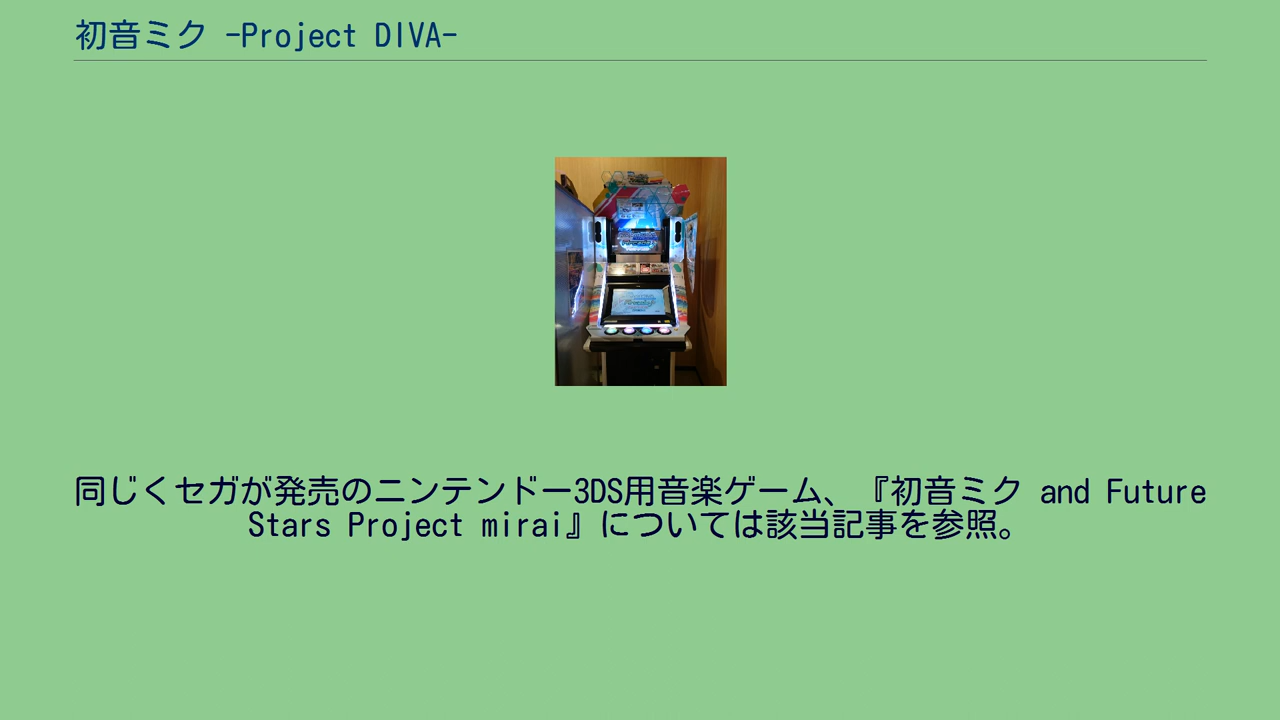 初音ミク -Project DIVA-
同じくセガが発売のニンテンドー3DS用音楽ゲーム、『初音ミク and Future
Stars Project mirai』については該当記事を参照。